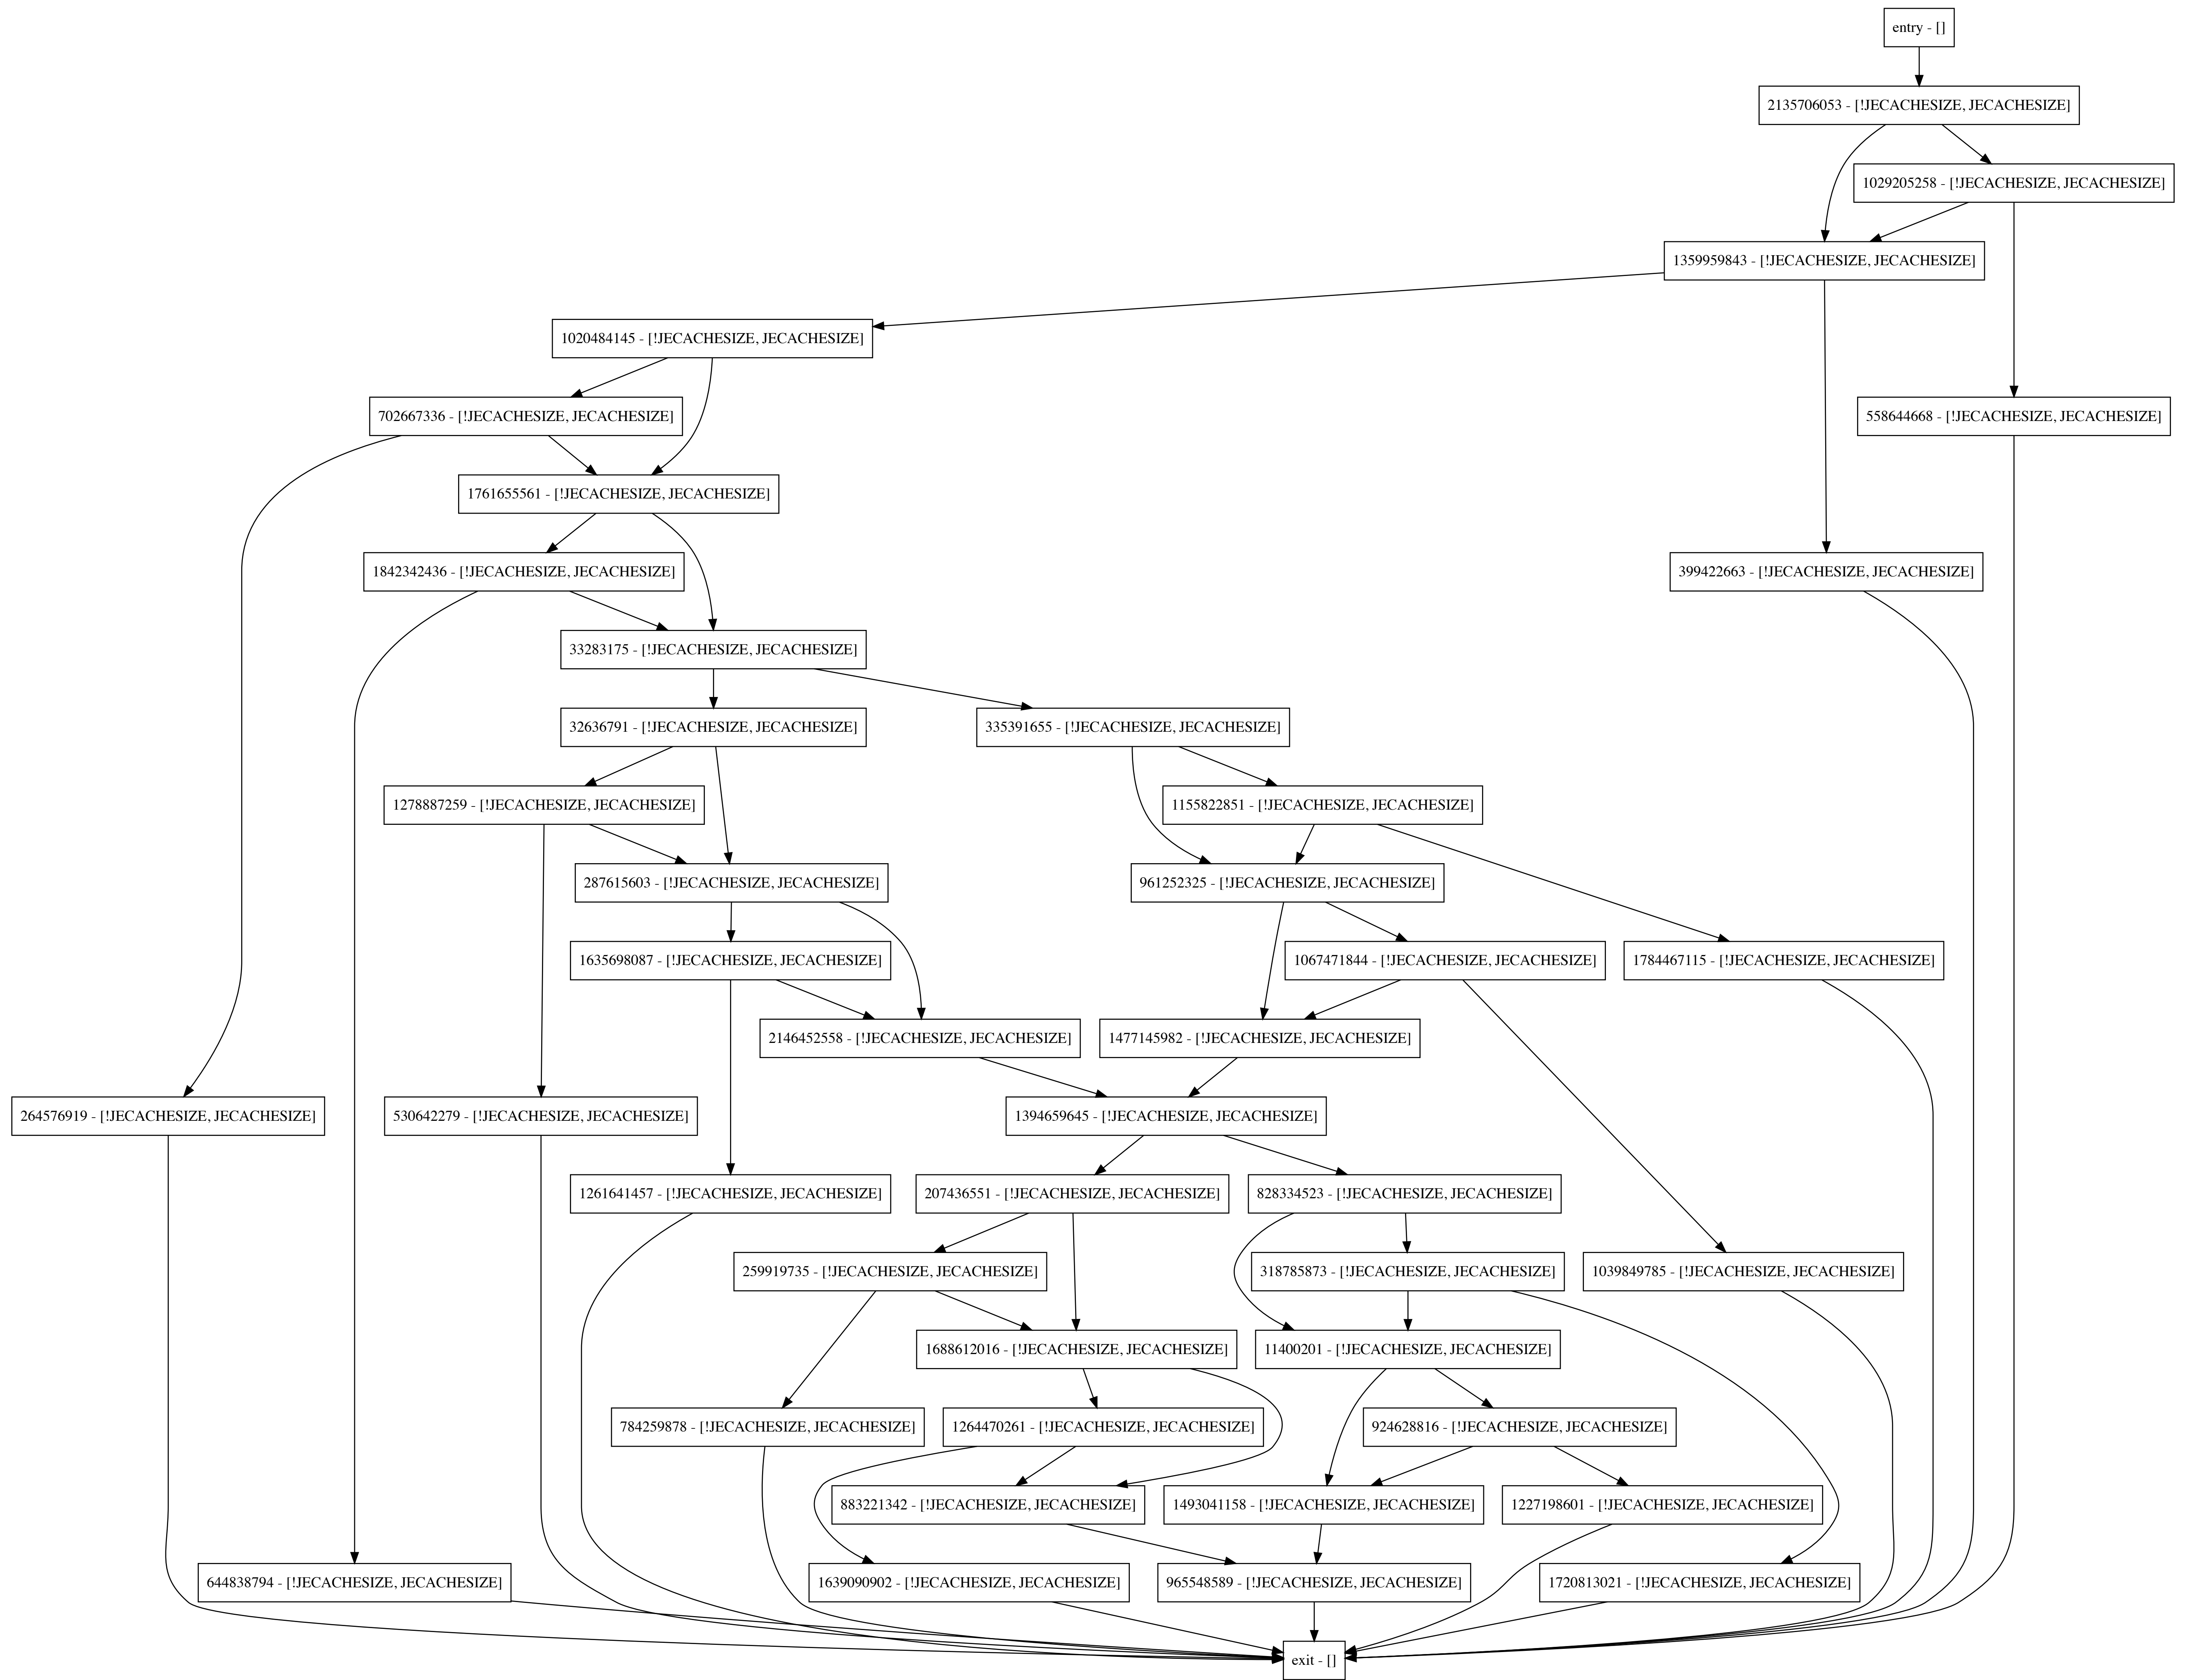 entry - []
2135706053 - [!JECACHESIZE, JECACHESIZE]
1029205258 - [!JECACHESIZE, JECACHESIZE]
1359959843 - [!JECACHESIZE, JECACHESIZE]
1020484145 - [!JECACHESIZE, JECACHESIZE]
702667336 - [!JECACHESIZE, JECACHESIZE]
558644668 - [!JECACHESIZE, JECACHESIZE]
1761655561 - [!JECACHESIZE, JECACHESIZE]
1842342436 - [!JECACHESIZE, JECACHESIZE]
399422663 - [!JECACHESIZE, JECACHESIZE]
33283175 - [!JECACHESIZE, JECACHESIZE]
32636791 - [!JECACHESIZE, JECACHESIZE]
335391655 - [!JECACHESIZE, JECACHESIZE]
1278887259 - [!JECACHESIZE, JECACHESIZE]
1155822851 - [!JECACHESIZE, JECACHESIZE]
287615603 - [!JECACHESIZE, JECACHESIZE]
961252325 - [!JECACHESIZE, JECACHESIZE]
1635698087 - [!JECACHESIZE, JECACHESIZE]
1067471844 - [!JECACHESIZE, JECACHESIZE]
1784467115 - [!JECACHESIZE, JECACHESIZE]
2146452558 - [!JECACHESIZE, JECACHESIZE]
1477145982 - [!JECACHESIZE, JECACHESIZE]
264576919 - [!JECACHESIZE, JECACHESIZE]
530642279 - [!JECACHESIZE, JECACHESIZE]
1394659645 - [!JECACHESIZE, JECACHESIZE]
1261641457 - [!JECACHESIZE, JECACHESIZE]
207436551 - [!JECACHESIZE, JECACHESIZE]
828334523 - [!JECACHESIZE, JECACHESIZE]
259919735 - [!JECACHESIZE, JECACHESIZE]
318785873 - [!JECACHESIZE, JECACHESIZE]
1039849785 - [!JECACHESIZE, JECACHESIZE]
1688612016 - [!JECACHESIZE, JECACHESIZE]
11400201 - [!JECACHESIZE, JECACHESIZE]
784259878 - [!JECACHESIZE, JECACHESIZE]
1264470261 - [!JECACHESIZE, JECACHESIZE]
924628816 - [!JECACHESIZE, JECACHESIZE]
883221342 - [!JECACHESIZE, JECACHESIZE]
1493041158 - [!JECACHESIZE, JECACHESIZE]
1227198601 - [!JECACHESIZE, JECACHESIZE]
644838794 - [!JECACHESIZE, JECACHESIZE]
1639090902 - [!JECACHESIZE, JECACHESIZE]
965548589 - [!JECACHESIZE, JECACHESIZE]
1720813021 - [!JECACHESIZE, JECACHESIZE]
exit - []